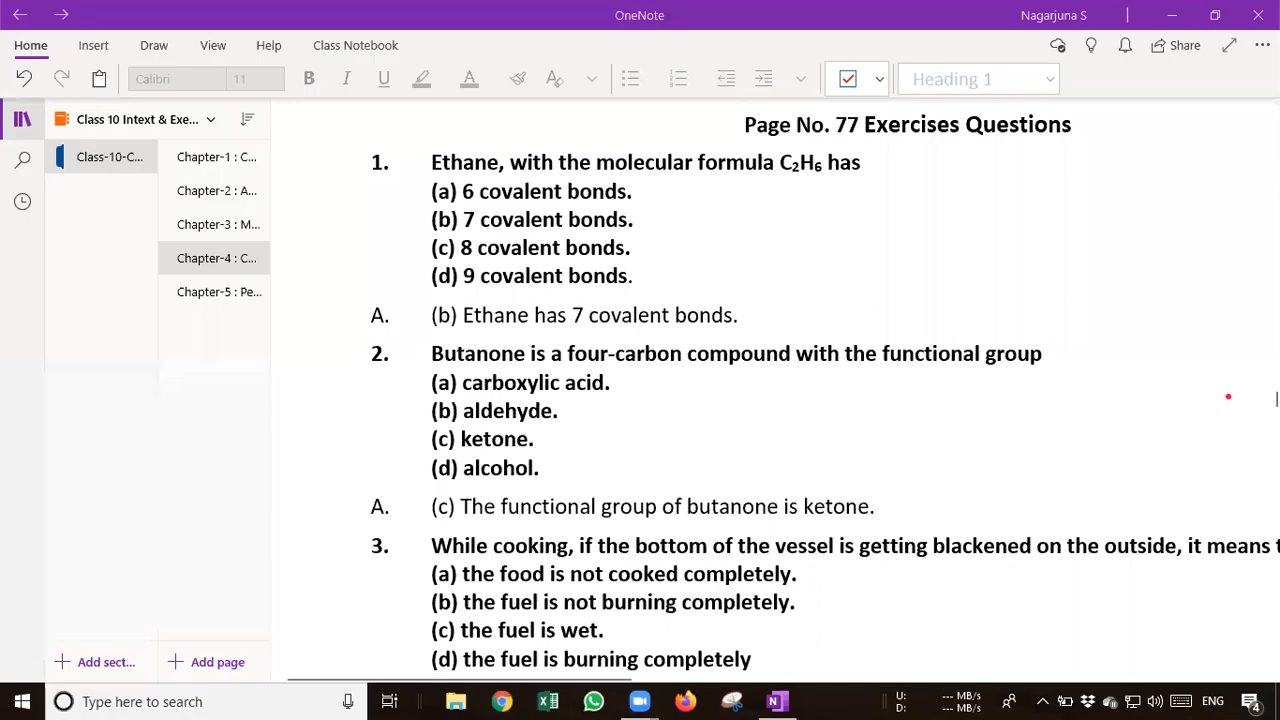 OneNote
Nagarjuna S
Home Insert Draw View Help Class Notebook Share
Calibri 11 B I U A Heading 1
Class 10 Intext & Exe...
Class-10-C...
Chapter-1 : C...
Chapter-2 : A...
Chapter-3 : M...
Chapter-4 : C...
Chapter-5 : Pe...
Page No. 77 Exercises Questions
1. Ethane, with the molecular formula C₂H₆ has
(a) 6 covalent bonds.
(b) 7 covalent bonds.
(c) 8 covalent bonds.
(d) 9 covalent bonds.
A. (b) Ethane has 7 covalent bonds.
2. Butanone is a four-carbon compound with the functional group
(a) carboxylic acid.
(b) aldehyde.
(c) ketone.
(d) alcohol.
A. (c) The functional group of butanone is ketone.
3. While cooking, if the bottom of the vessel is getting blackened on the outside, it means t
(a) the food is not cooked completely.
(b) the fuel is not burning completely.
(c) the fuel is wet.
(d) the fuel is burning completely
Add sect... Add page
Type here to search
U: --- MB/s
D: --- MB/s
ENG
4